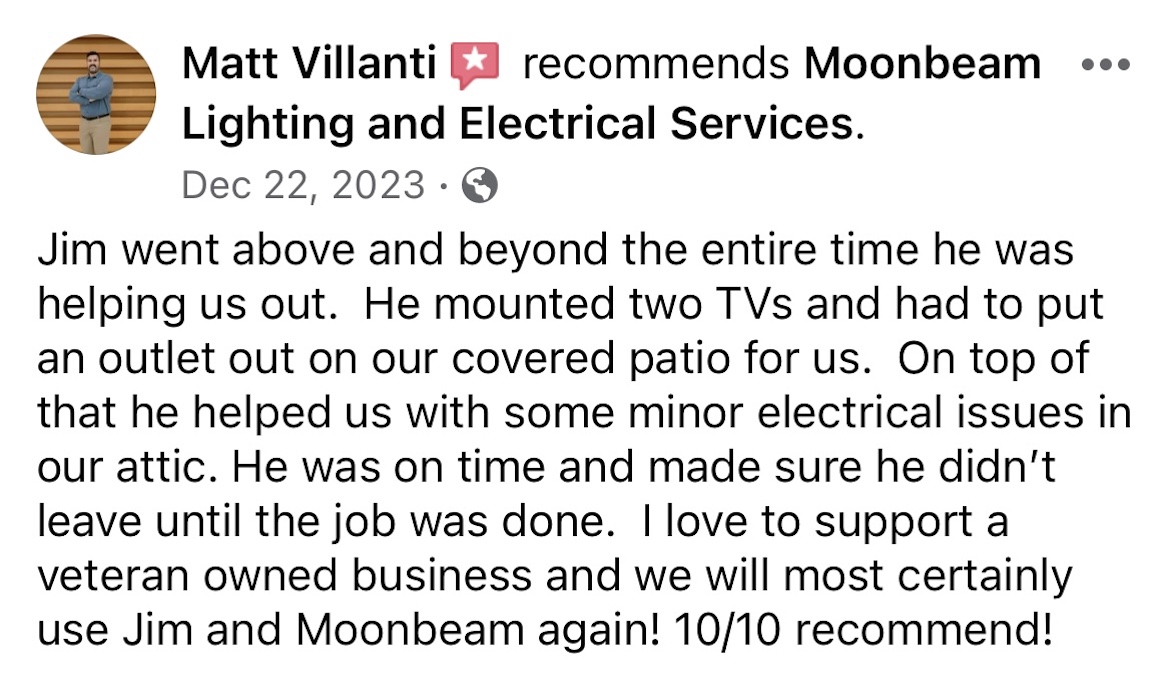 Matt Villanti recommends Moonbeam
Lighting and Electrical Services.
Dec 22, 2023 ·
Jim went above and beyond the entire time he was
helping us out.  He mounted two TVs and had to put
an outlet out on our covered patio for us.  On top of
that he helped us with some minor electrical issues in
our attic. He was on time and made sure he didn’t
leave until the job was done.  I love to support a
veteran owned business and we will most certainly
use Jim and Moonbeam again! 10/10 recommend!